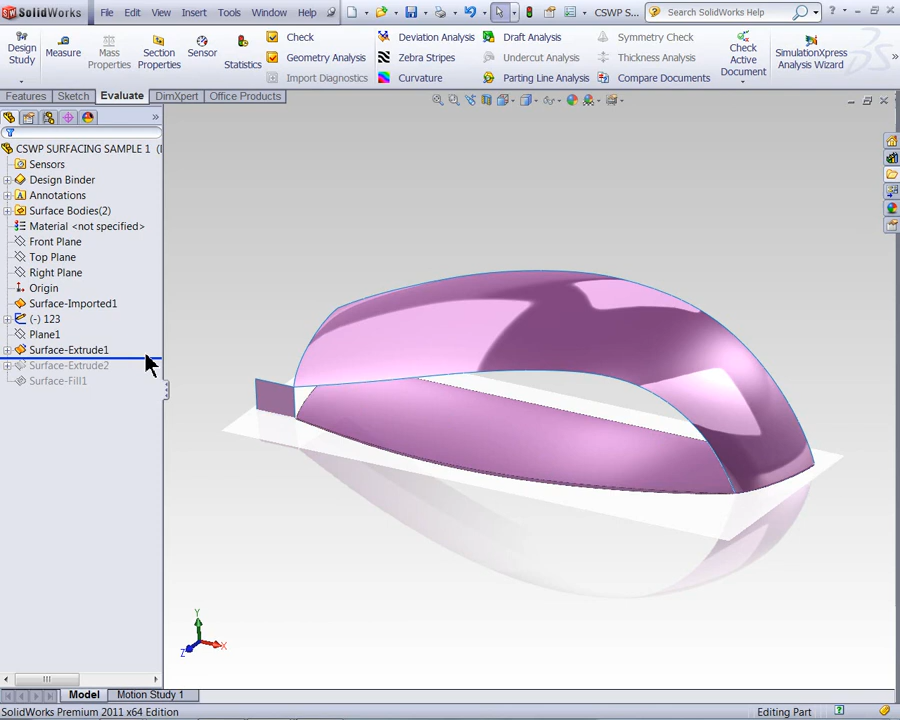 SolidWorks File Edit View Insert Tools Window Help CSWP S... Search SolidWorks Help
Design Study
Measure
Mass Properties
Section Properties
Sensor
Statistics
Check
Geometry Analysis
Import Diagnostics
Deviation Analysis
Zebra Stripes
Curvature
Draft Analysis
Undercut Analysis
Parting Line Analysis
Symmetry Check
Thickness Analysis
Compare Documents
Check Active Document
SimulationXpress Analysis Wizard
Features Sketch Evaluate DimXpert Office Products
CSWP SURFACING SAMPLE 1 (
Sensors
Design Binder
Annotations
Surface Bodies(2)
Material <not specified>
Front Plane
Top Plane
Right Plane
Origin
Surface-Imported1
(-) 123
Plane1
Surface-Extrude1
Surface-Extrude2
Surface-Fill1
Y
X
Z
Model Motion Study 1
SolidWorks Premium 2011 x64 Edition Editing Part